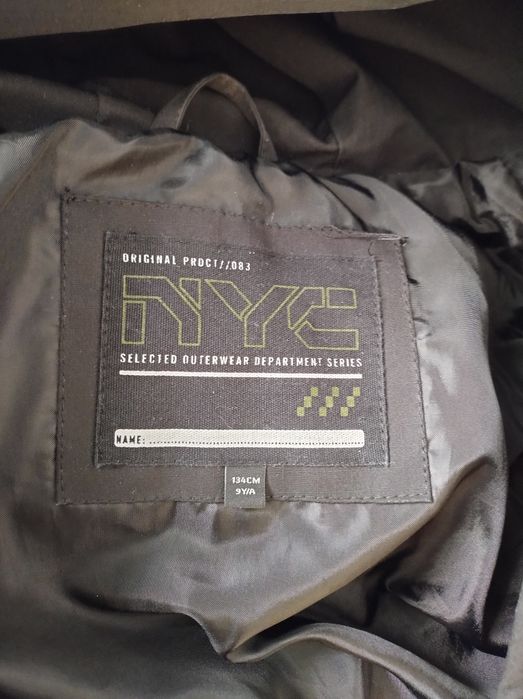 ORIGINAL PRDCT//083
NYC
SELECTED OUTERWEAR DEPARTMENT SERIES
NAME:
134CM
9Y/A